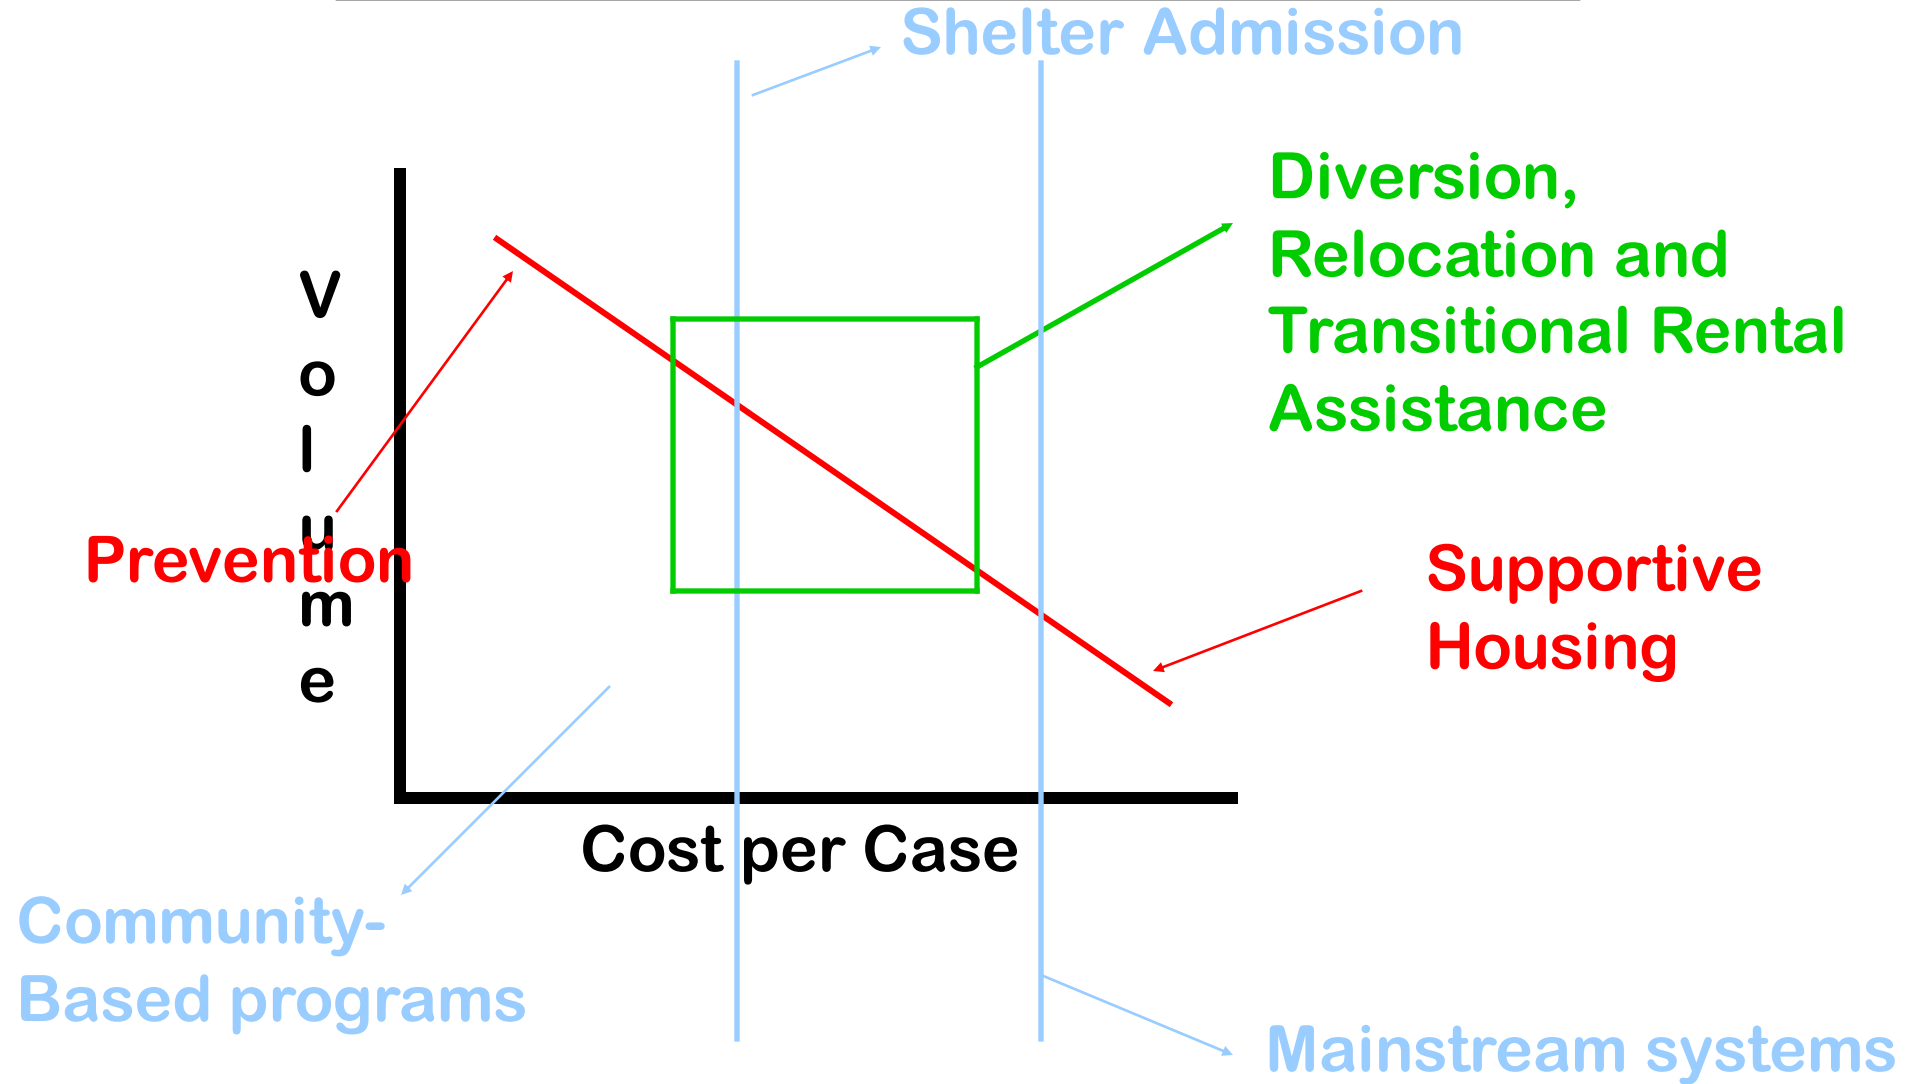 Shelter Admission
Diversion,
Relocation and
Transitional Rental
Assistance
V
o
l
u
m
e
Prevention
Supportive
Housing
Cost per Case
Community-
Based programs
Mainstream systems